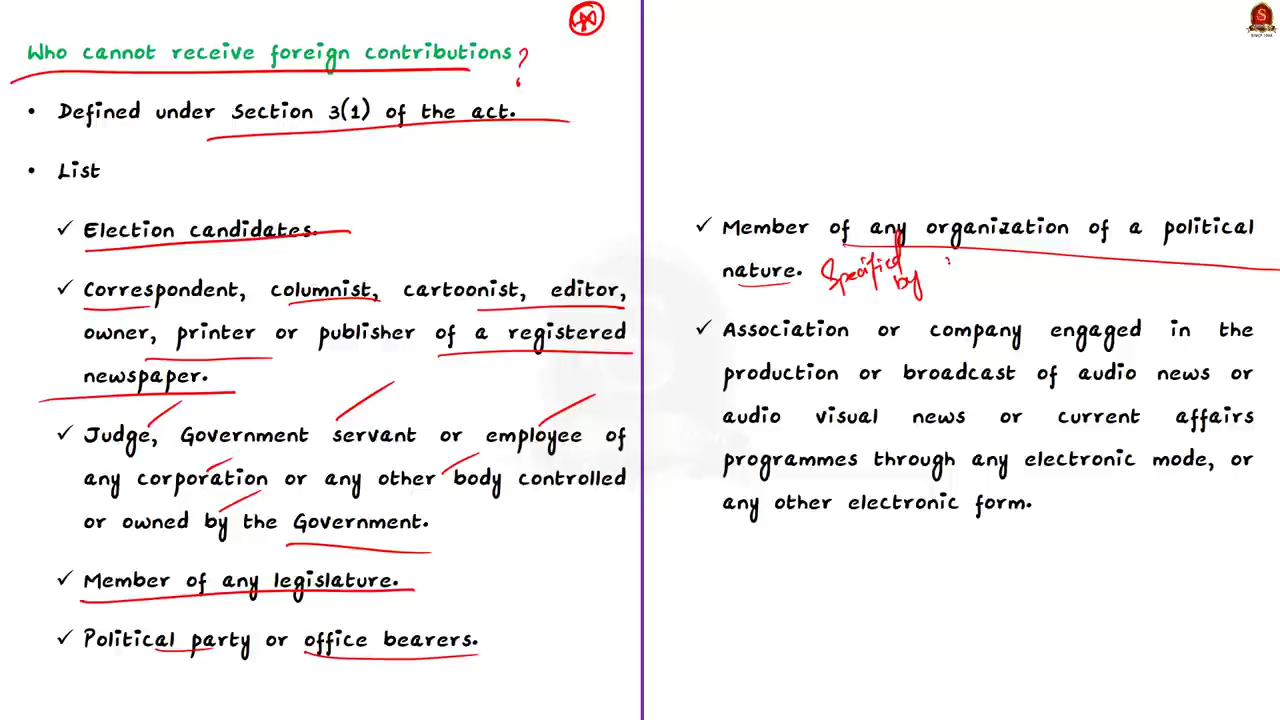 Who cannot receive foreign contributions ?
• Defined under Section 3(1) of the act.
• List
✓ Election candidates.
✓ Correspondent, columnist, cartoonist, editor,
owner, printer or publisher of a registered
newspaper.
✓ Judge, Government servant or employee of
any corporation or any other body controlled
or owned by the Government.
✓ Member of any legislature.
✓ Political party or office bearers.
✓ Member of any organization of a political
nature. Specified by
✓ Association or company engaged in the
production or broadcast of audio news or
audio visual news or current affairs
programmes through any electronic mode, or
any other electronic form.
S
SINCE